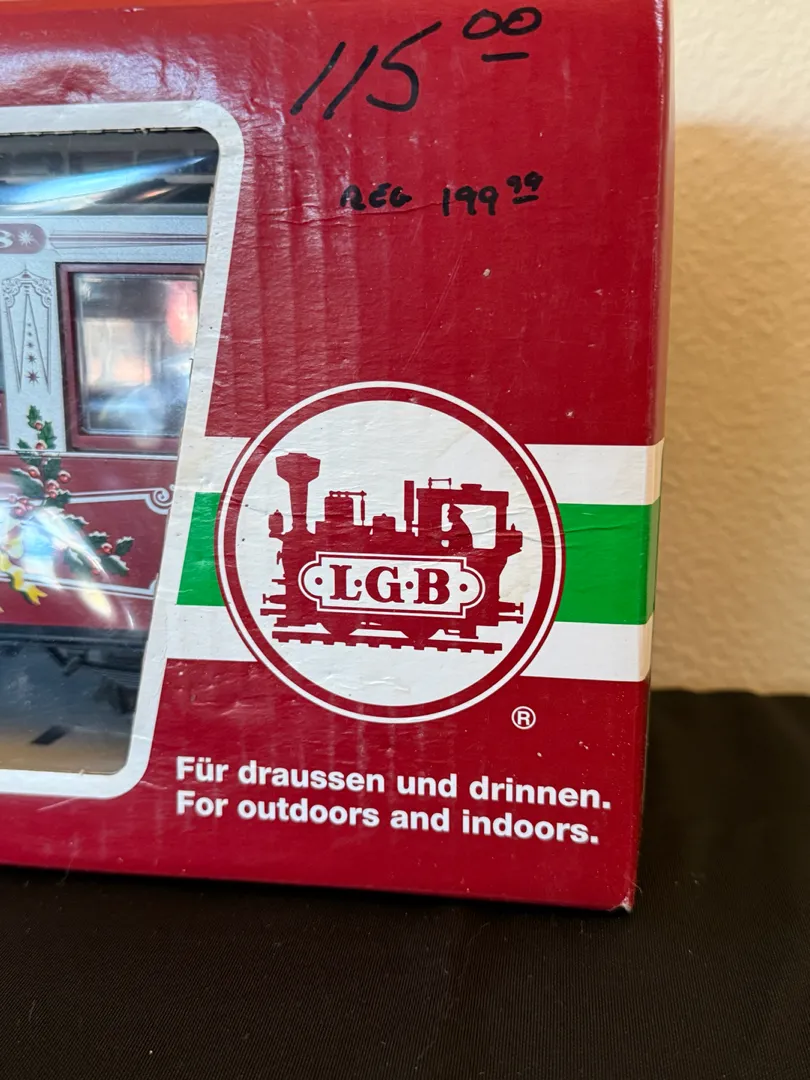 115 00
REG 199 99
L·G·B
®
Für draussen und drinnen.
For outdoors and indoors.